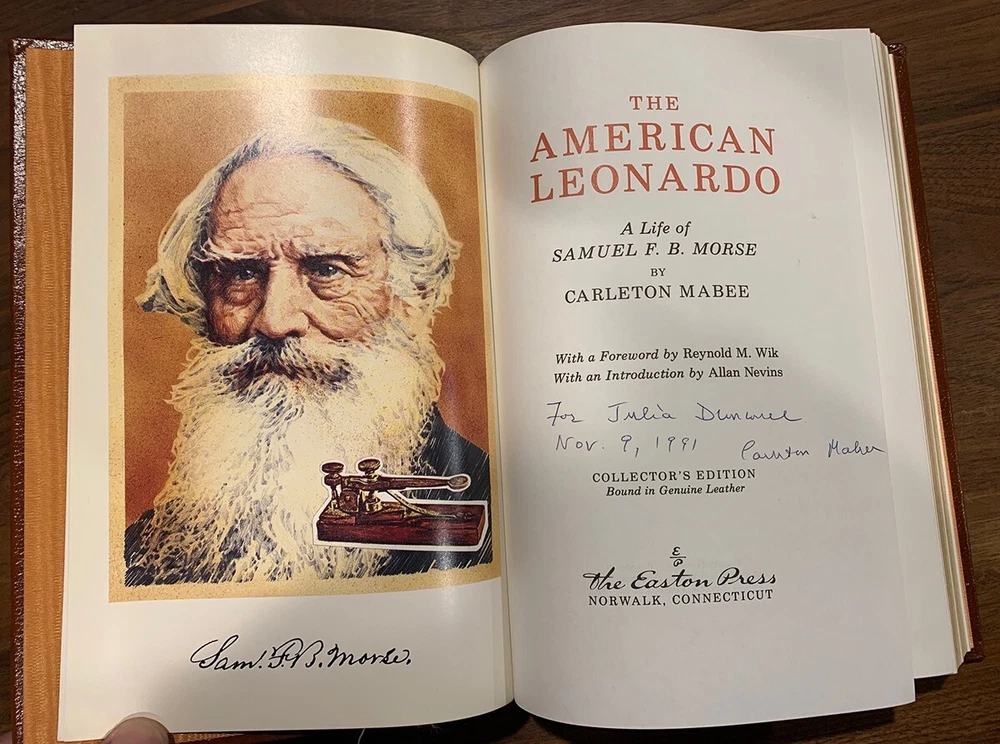 Sam'. F. B. Morse.
THE
AMERICAN
LEONARDO
A Life of
SAMUEL F. B. MORSE
BY
CARLETON MABEE
With a Foreword by Reynold M. Wik
With an Introduction by Allan Nevins
For Julia
Nov. 9, 1991 Carleton Mabee
COLLECTOR'S EDITION
Bound in Genuine Leather
E/P
the Easton Press
NORWALK, CONNECTICUT